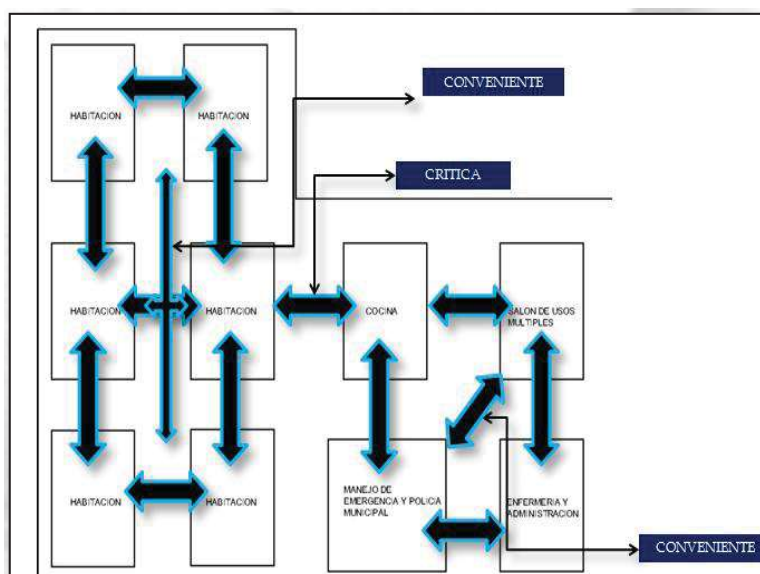 CONVENIENTE
HABITACION
HABITACION
CRITICA
HABITACION
HABITACION
COCINA
SALON DE USOS
MULTIPLES
HABITACION
HABITACION
MANEJO DE
EMERGENCIA Y POLICIA
MUNICIPAL
ENFERMERIA Y
ADMINISTRACION
CONVENIENTE